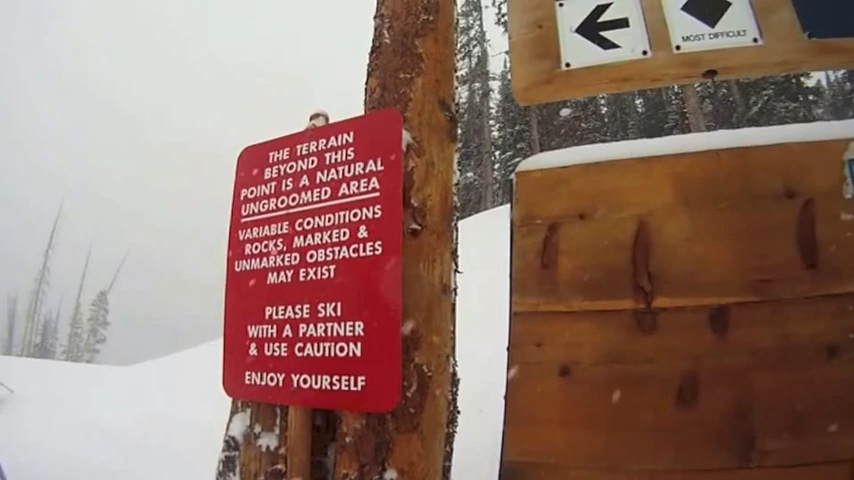 THE TERRAIN
BEYOND THIS
POINT IS A NATURAL
UNGROOMED AREA
VARIABLE CONDITIONS
ROCKS, MARKED &
UNMARKED OBSTACLES
MAY EXIST
PLEASE SKI
WITH A PARTNER
& USE CAUTION
ENJOY YOURSELF
MOST DIFFICULT